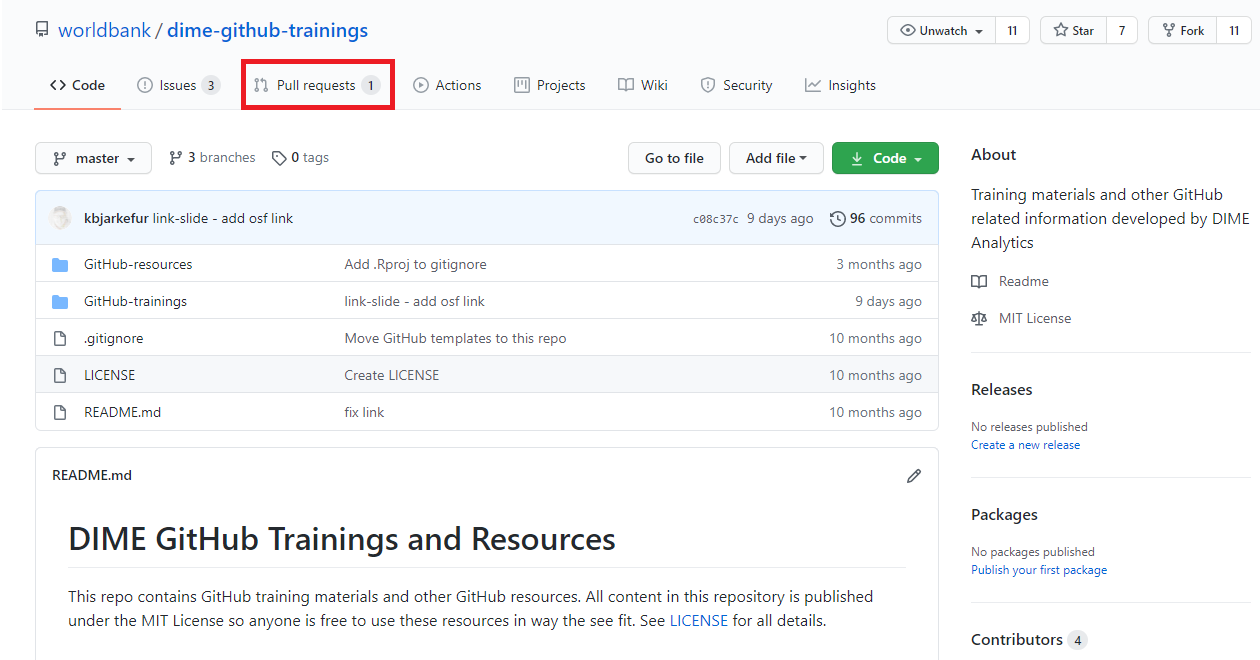 worldbank / dime-github-trainings
Unwatch 11 Star 7 Fork 11
Code Issues 3 Pull requests 1 Actions Projects Wiki Security Insights
master 3 branches 0 tags Go to file Add file Code
kbjarkefur link-slide - add osf link c08c37c 9 days ago 96 commits
GitHub-resources Add .Rproj to gitignore 3 months ago
GitHub-trainings link-slide - add osf link 9 days ago
.gitignore Move GitHub templates to this repo 10 months ago
LICENSE Create LICENSE 10 months ago
README.md fix link 10 months ago
README.md
DIME GitHub Trainings and Resources
This repo contains GitHub training materials and other GitHub resources. All content in this repository is published
under the MIT License so anyone is free to use these resources in way the see fit. See LICENSE for all details.
About
Training materials and other GitHub
related information developed by DIME
Analytics
Readme
MIT License
Releases
No releases published
Create a new release
Packages
No packages published
Publish your first package
Contributors 4